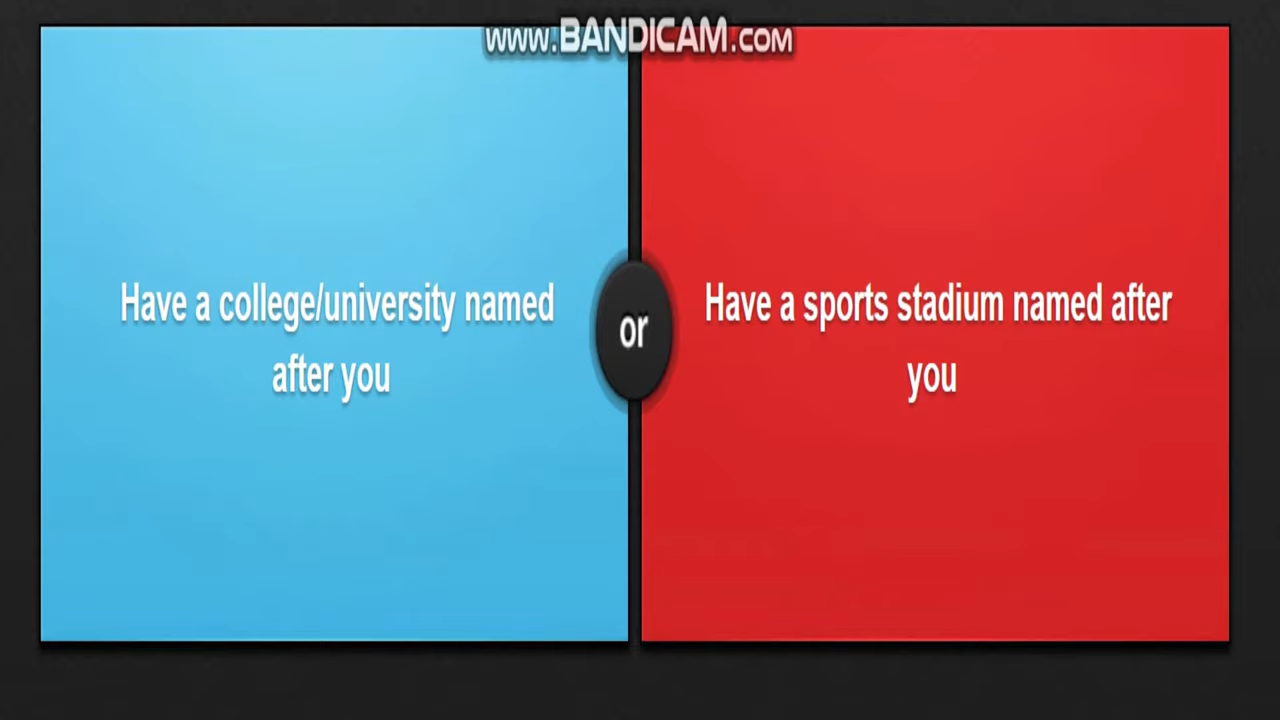 www.BANDICAM.com
Have a college/university named
after you
or
Have a sports stadium named after
you